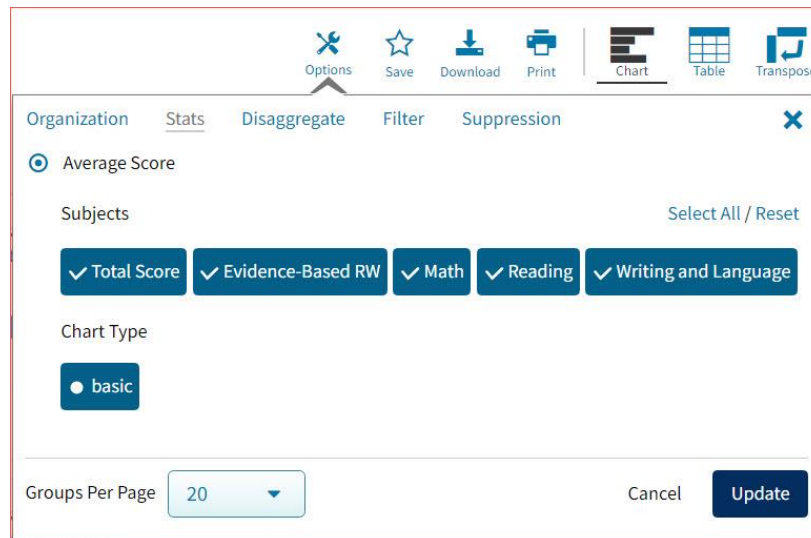 Options Save Download Print Chart Table Transpose
Organization Stats Disaggregate Filter Suppression
Average Score
Subjects Select All / Reset
Total Score Evidence-Based RW Math Reading Writing and Language
Chart Type
basic
Groups Per Page 20 Cancel Update